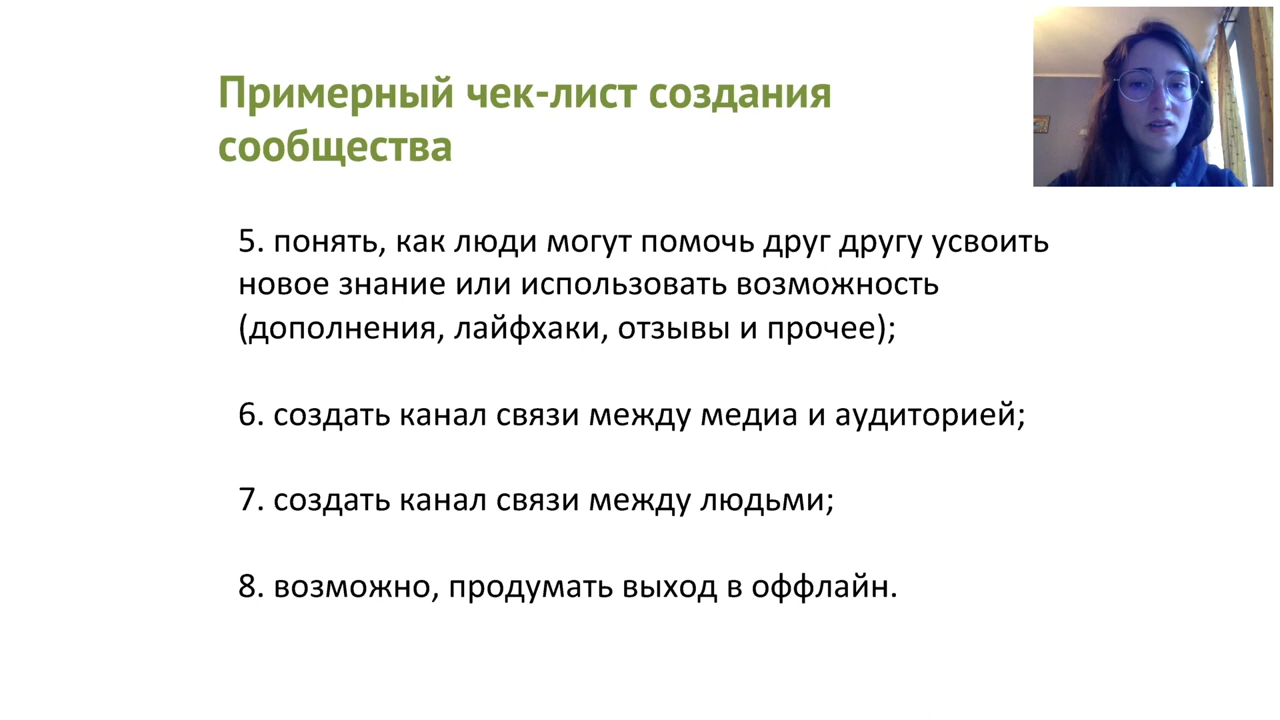 Примерный чек-лист создания
сообщества
5. понять, как люди могут помочь друг другу усвоить
новое знание или использовать возможность
(дополнения, лайфхаки, отзывы и прочее);
6. создать канал связи между медиа и аудиторией;
7. создать канал связи между людьми;
8. возможно, продумать выход в оффлайн.